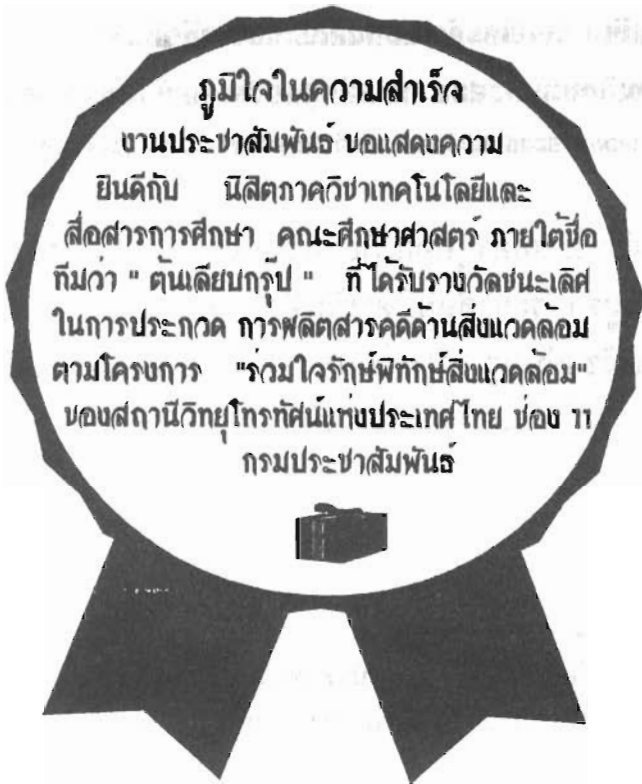 ภูมิใจในความสำเร็จ
งานประชาสัมพันธ์ ขอแสดงความ
ยินดีกับ นิสิตภาควิชาเทคโนโลยีและ
สื่อสารการศึกษา คณะศึกษาศาสตร์ ภายใต้ชื่อ
ทีมว่า " ตันเลียบกรุ๊ป " ที่ได้รับรางวัลชนะเลิศ
ในการประกวด การผลิตสารคดีด้านสิ่งแวดล้อม
ตามโครงการ "ร่วมใจรักษ์พิทักษ์สิ่งแวดล้อม"
ของสถานีวิทยุโทรทัศน์แห่งประเทศไทย ช่อง 11
กรมประชาสัมพันธ์